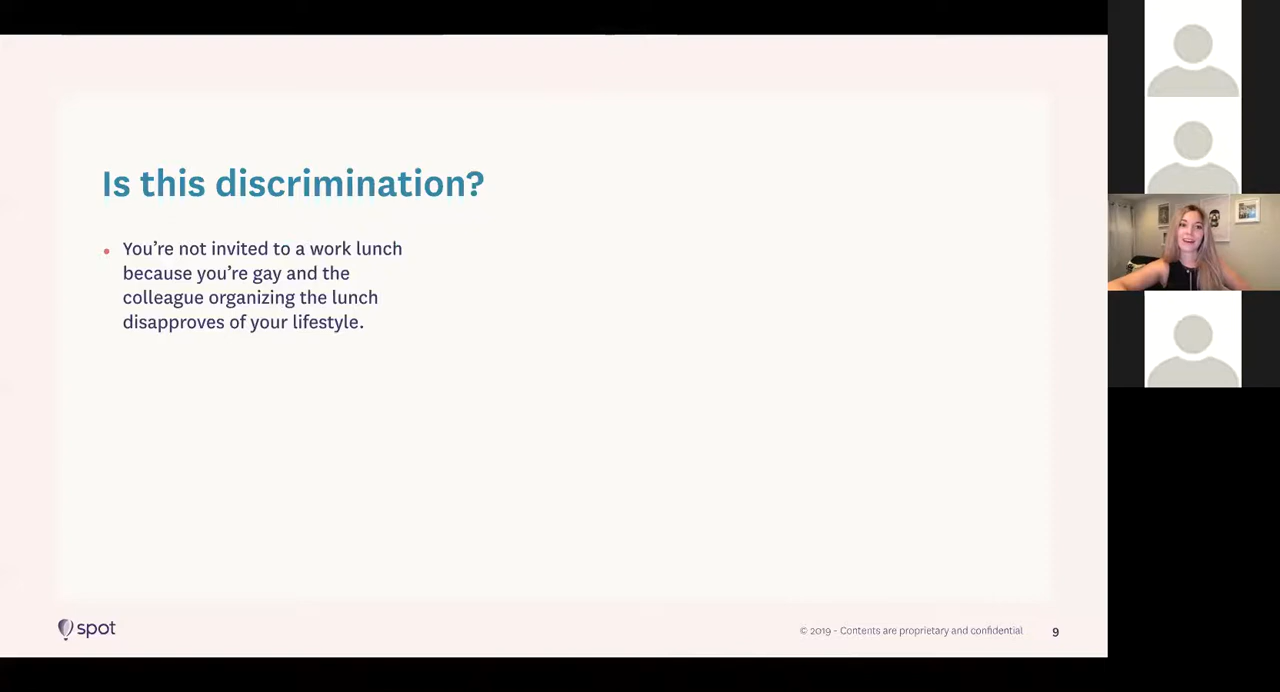 Is this discrimination?
• You’re not invited to a work lunch
because you’re gay and the
colleague organizing the lunch
disapproves of your lifestyle.
spot
© 2019 - Contents are proprietary and confidential
9